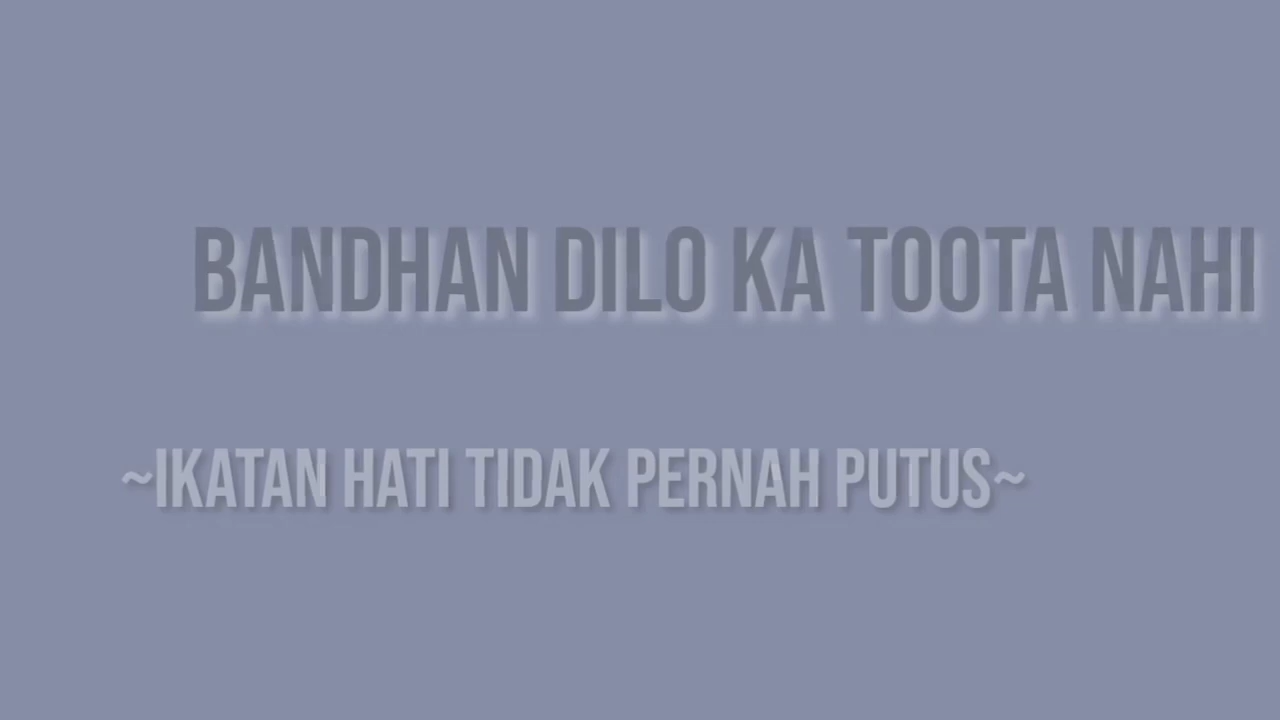 BANDHAN DILO KA TOOTA NAHI
~IKATAN HATI TIDAK PERNAH PUTUS~